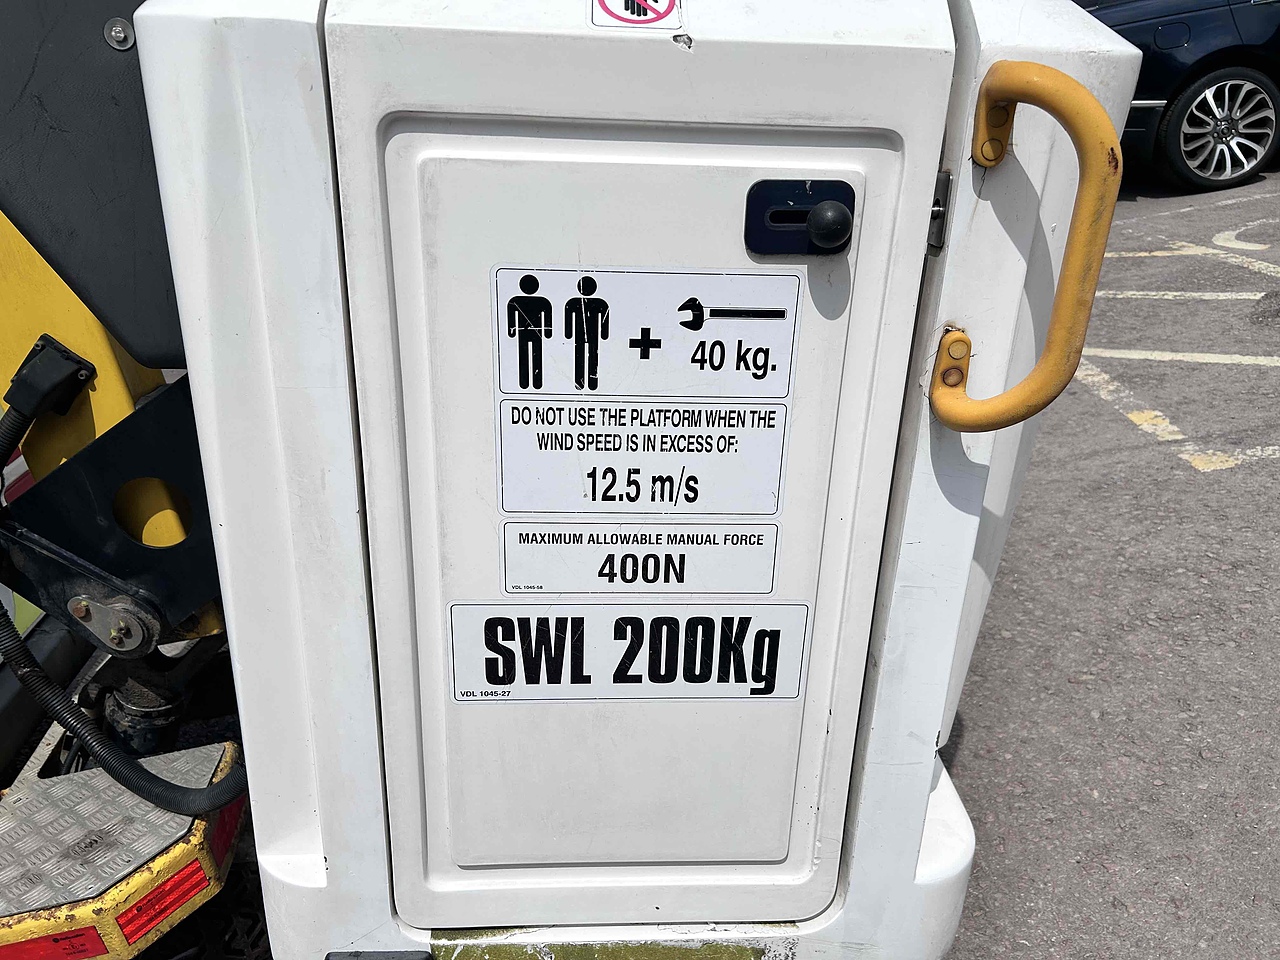 40 kg.
DO NOT USE THE PLATFORM WHEN THE
WIND SPEED IS IN EXCESS OF:
12.5 m/s
MAXIMUM ALLOWABLE MANUAL FORCE
400N
VDL 1045-58
SWL 200Kg
VDL 1045-27